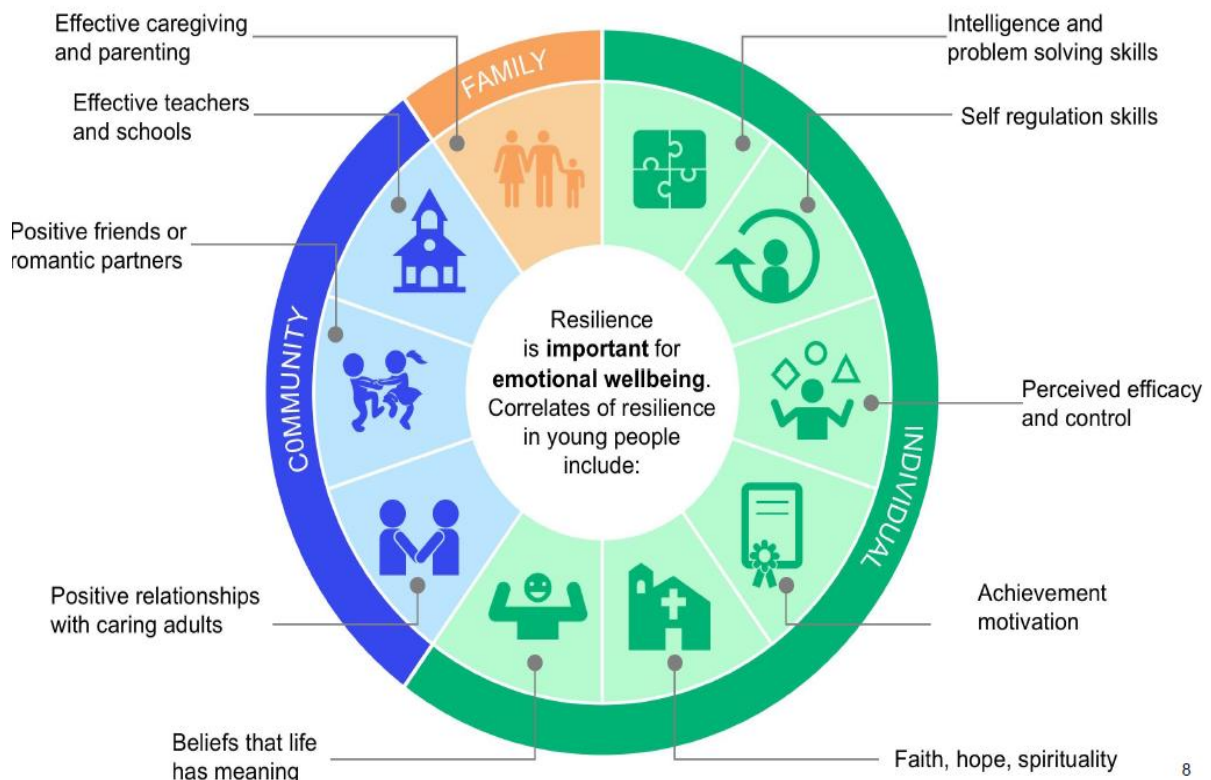 Effective caregiving
and parenting
Effective teachers
and schools
Positive friends or
romantic partners
Positive relationships
with caring adults
Beliefs that life
has meaning
FAMILY
COMMUNITY
INDIVIDUAL
Resilience
is important for
emotional wellbeing.
Correlates of resilience
in young people
include:
Intelligence and
problem solving skills
Self regulation skills
Perceived efficacy
and control
Achievement
motivation
Faith, hope, spirituality
8